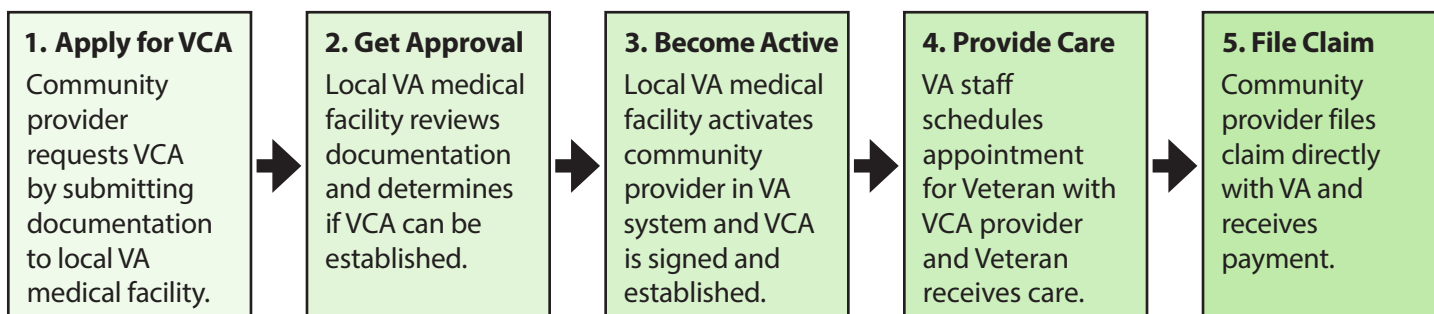 1. Apply for VCA
Community
provider
requests VCA
by submitting
documentation
to local VA
medical facility.
2. Get Approval
Local VA medical
facility reviews
documentation
and determines
if VCA can be
established.
3. Become Active
Local VA medical
facility activates
community
provider in VA
system and VCA
is signed and
established.
4. Provide Care
VA staff
schedules
appointment
for Veteran with
VCA provider
and Veteran
receives care.
5. File Claim
Community
provider files
claim directly
with VA and
receives
payment.